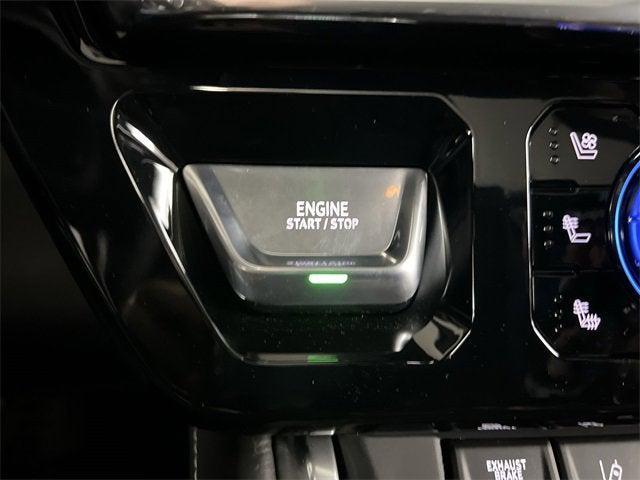 ENGINE
START / STOP
EXHAUST
BRAKE